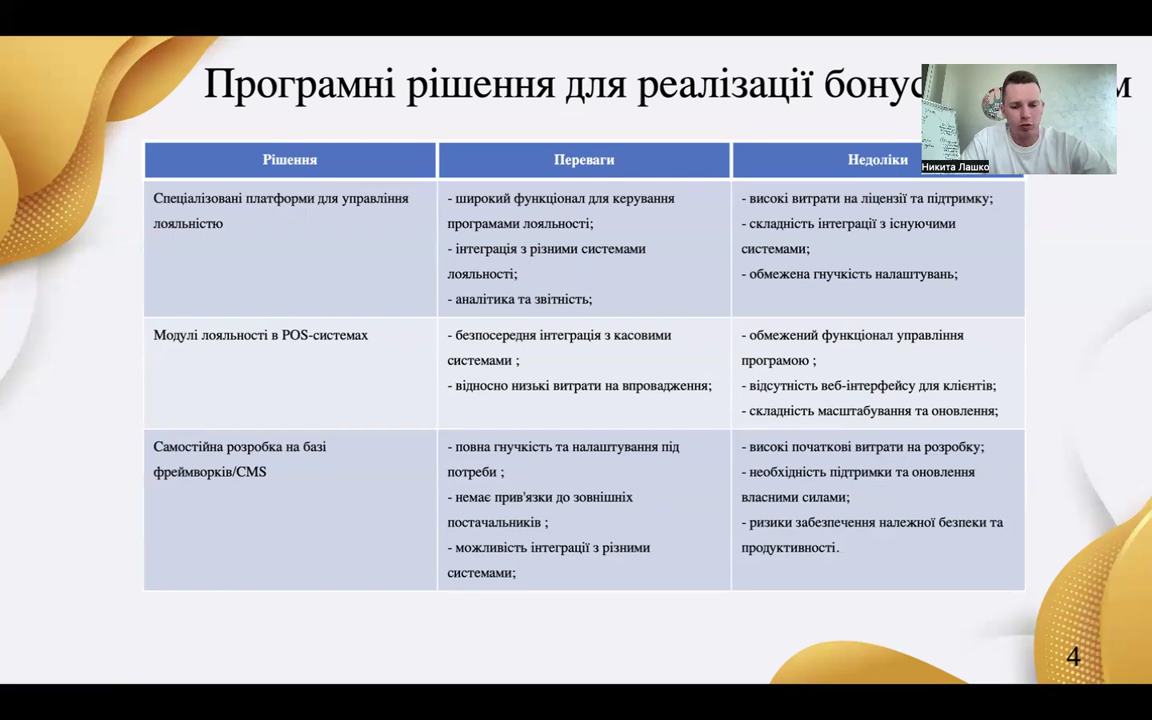 Програмні рішення для реалізації
Никита Лашко
Рішення
Переваги
Недоліки
Спеціалізовані платформи для управління
лояльністю
- широкий функціонал для керування
програмами лояльності;
- інтеграція з різними системами
лояльності;
- аналітика та звітність;
- високі витрати на ліцензії та підтримку;
- складність інтеграції з існуючими
системами;
- обмежена гнучкість налаштувань;
Модулі лояльності в POS-системах
- безпосередня інтеграція з касовими
системами ;
- відносно низькі витрати на впровадження;
- обмежений функціонал управління
програмою ;
- відсутність веб-інтерфейсу для клієнтів;
- складність масштабування та оновлення;
Самостійна розробка на базі
фреймворків/CMS
- повна гнучкість та налаштування під
потреби ;
- немає прив'язки до зовнішніх
постачальників ;
- можливість інтеграції з різними
системами;
- високі початкові витрати на розробку;
- необхідність підтримки та оновлення
власними силами;
- ризики забезпечення належної безпеки та
продуктивності.
4